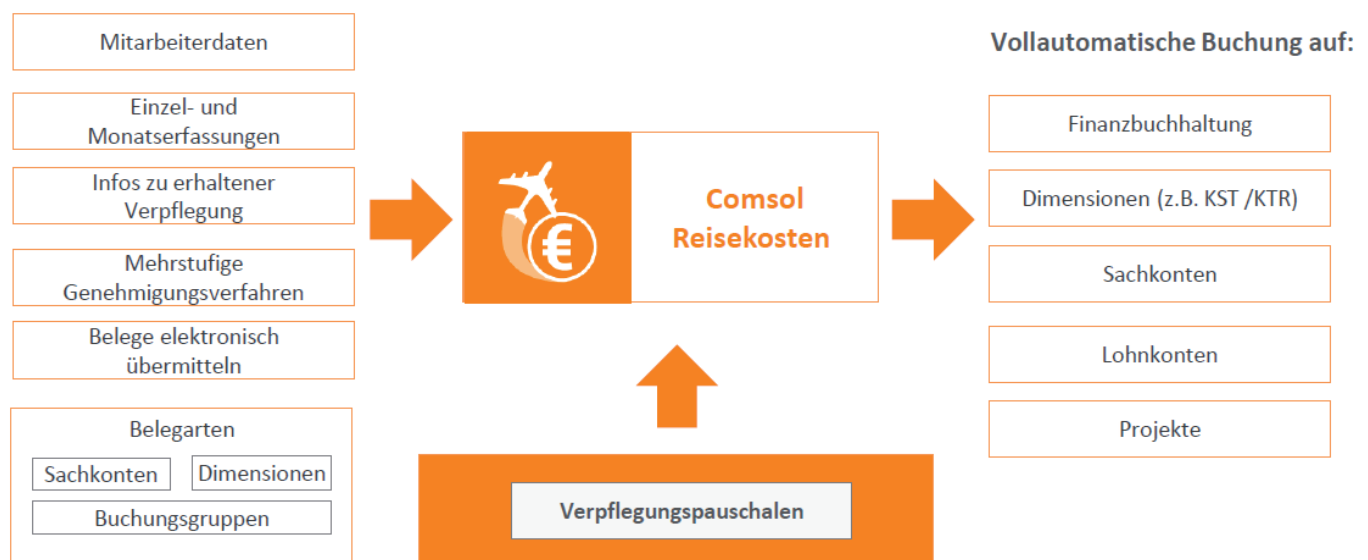 Mitarbeiterdaten
Einzel- und
Monatserfassungen
Infos zu erhaltener
Verpflegung
Mehrstufige
Genehmigungsverfahren
Belege elektronisch
übermitteln
Belegarten
Sachkonten
Dimensionen
Buchungsgruppen
€
Comsol
Reisekosten
Verpflegungspauschalen
Vollautomatische Buchung auf:
Finanzbuchhaltung
Dimensionen (z.B. KST /KTR)
Sachkonten
Lohnkonten
Projekte